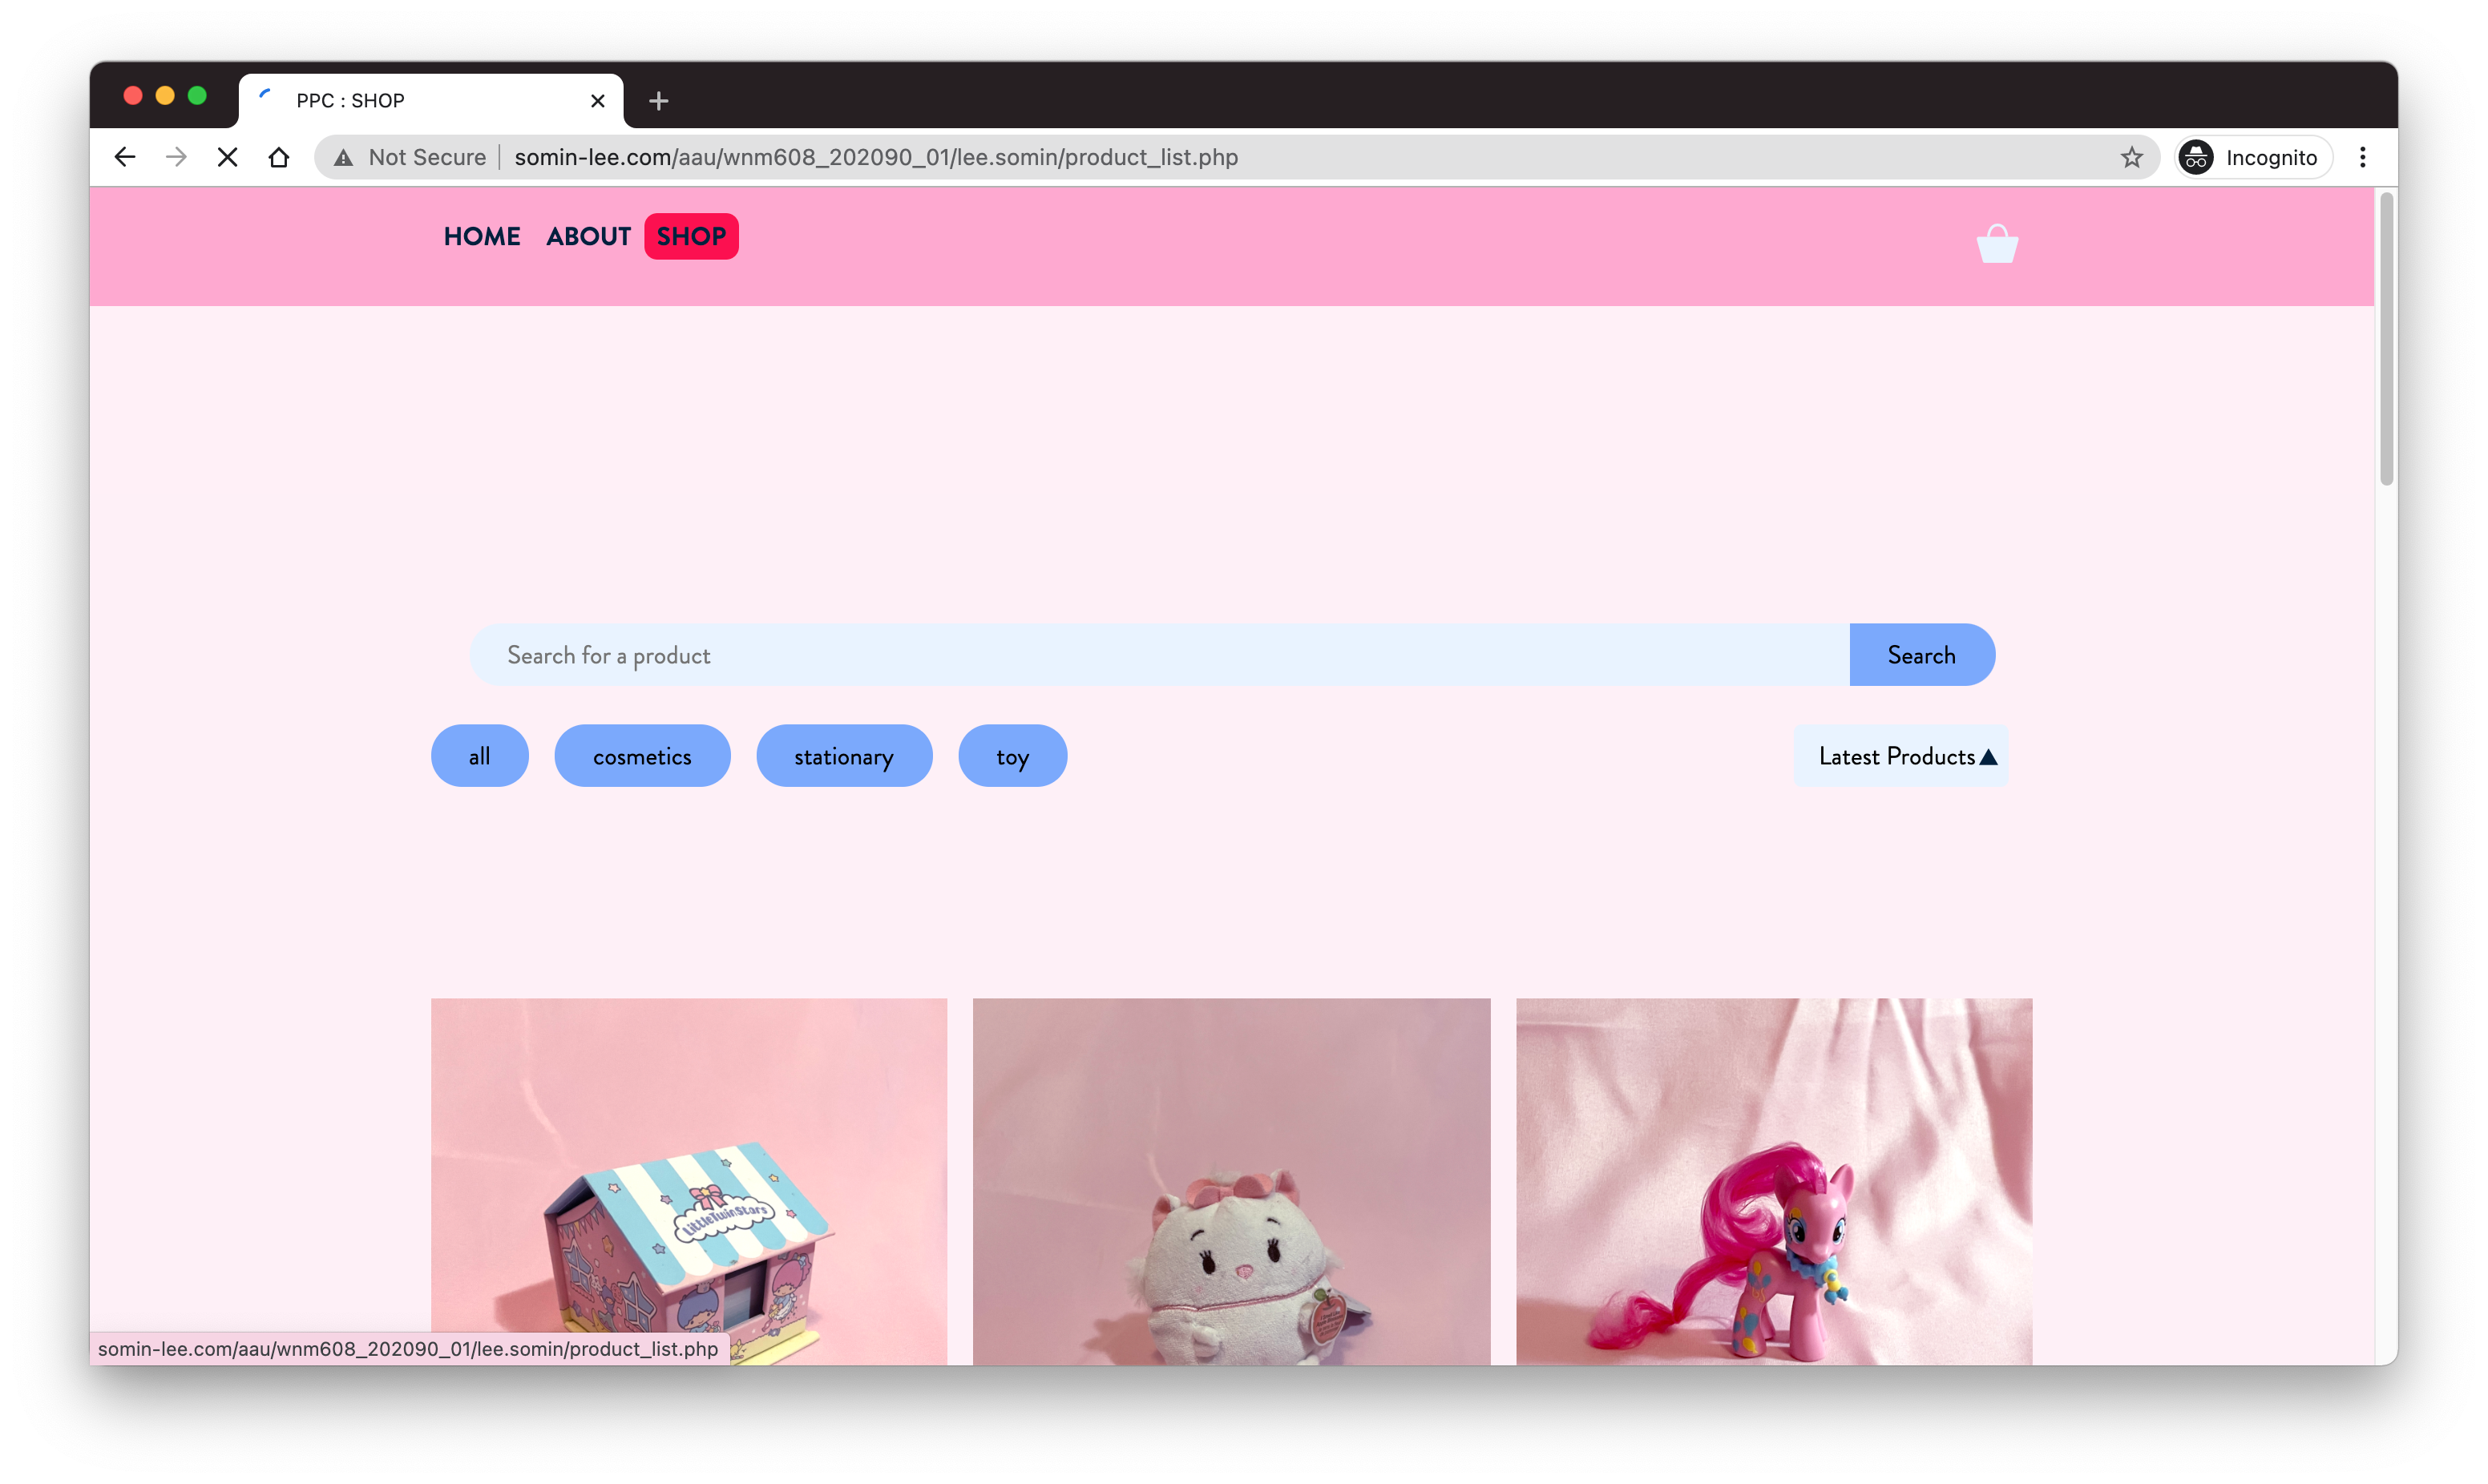 PPC : SHOP
Not Secure somin-lee.com/aau/wnm608_202090_01/lee.somin/product_list.php
Incognito
HOME ABOUT SHOP
Search for a product Search
all cosmetics stationary toy Latest Products
LittleTwinStars
somin-lee.com/aau/wnm608_202090_01/lee.somin/product_list.php